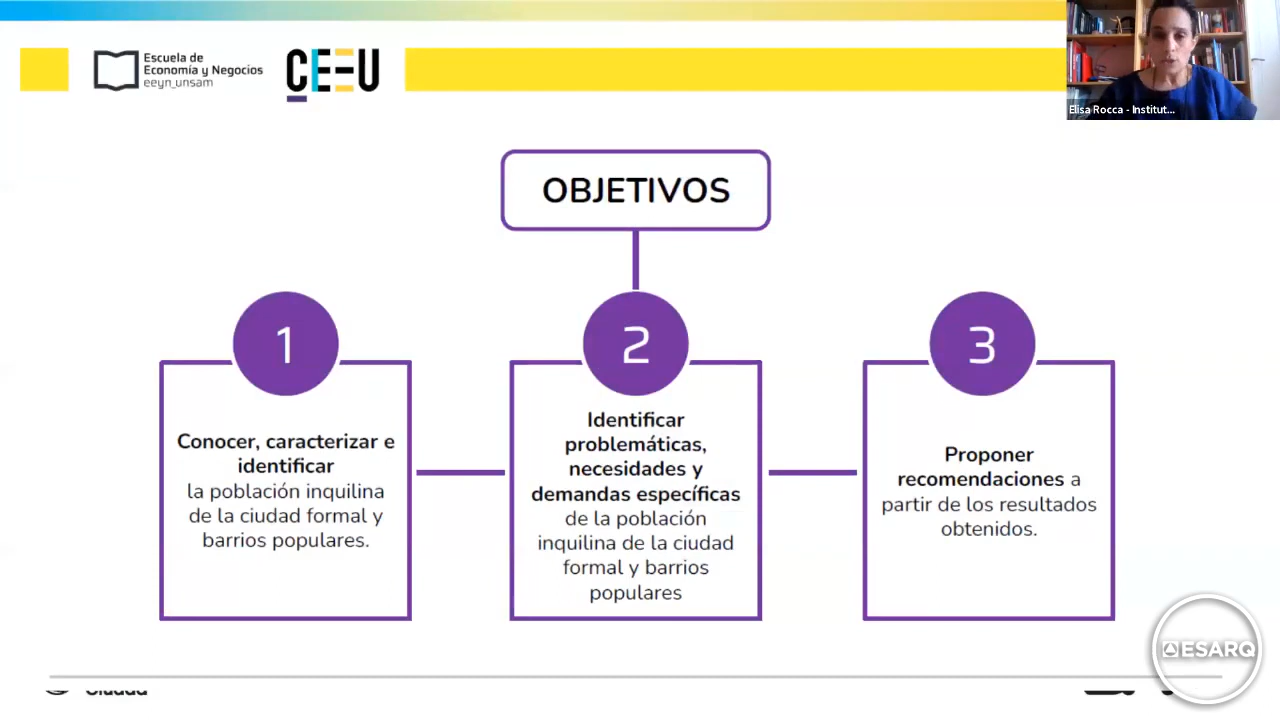 Escuela de
Economía y Negocios
eeyn_unsam
CEEU
Elisa Rocca - Institut...
OBJETIVOS
1
Conocer, caracterizar e
identificar
la población inquilina
de la ciudad formal y
barrios populares.
2
Identificar
problemáticas,
necesidades y
demandas específicas
de la población
inquilina de la ciudad
formal y barrios
populares
3
Proponer
recomendaciones a
partir de los resultados
obtenidos.
ESARQ
Ciudad